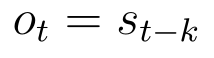 $o_t = s_{t-k}$